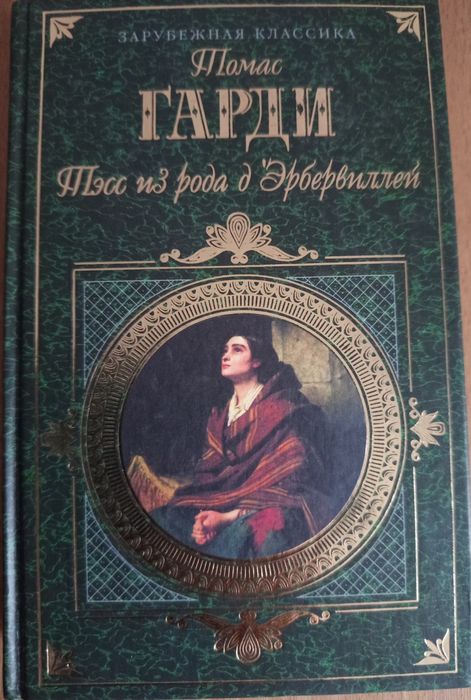 ЗАРУБЕЖНАЯ КЛАССИКА
Томас
ГАРДИ
Тэсс из рода д'Эрбервиллей